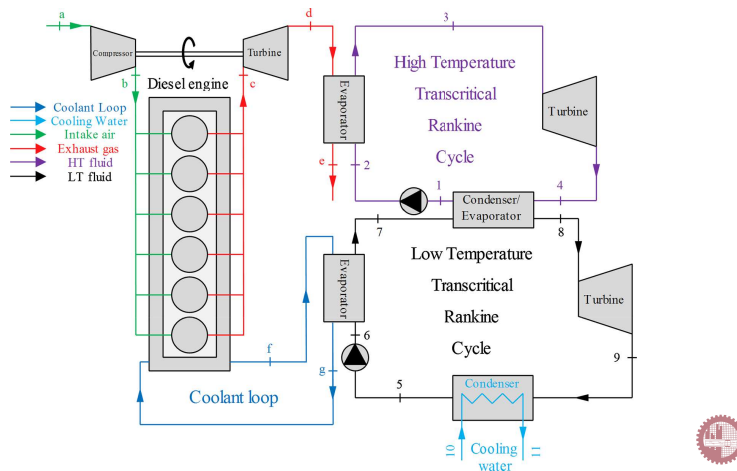 a
d
3
Compressor
Turbine
High Temperature
Transcritical
Rankine
Cycle
Evaporator
Turbine
b
Diesel engine
c
Coolant Loop
Cooling Water
Intake air
Exhaust gas
HT fluid
LT fluid
e
2
1
Condenser/
Evaporator
4
7
8
Low Temperature
Transcritical
Rankine
Cycle
Evaporator
Turbine
6
f
g
9
5
Condenser
Coolant loop
10
11
Cooling
water